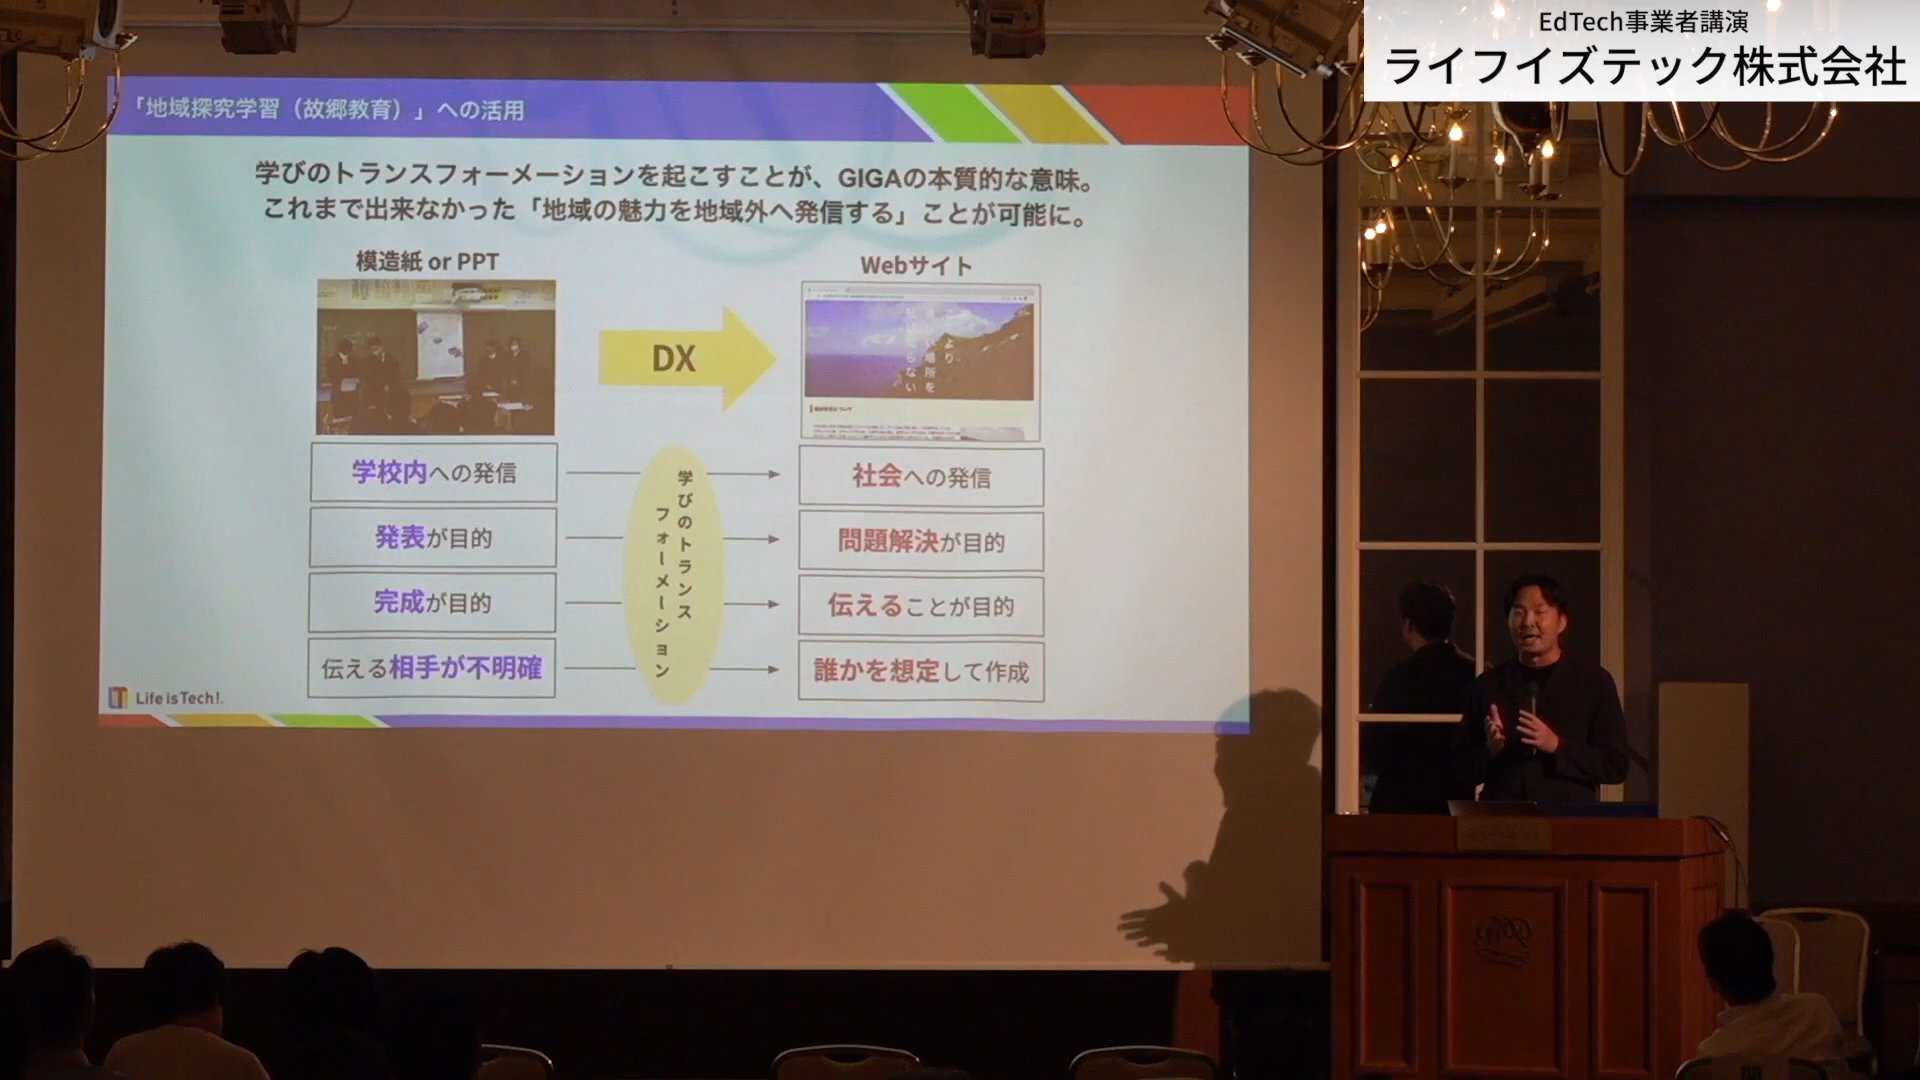 EdTech事業者講演
ライフイズテック株式会社
「地域探究学習（故郷教育）」への活用
学びのトランスフォーメーションを起こすことが、GIGAの本質的な意味。
これまで出来なかった「地域の魅力を地域外へ発信する」ことが可能に。
模造紙 or PPT
Webサイト
DX
より
場所を
らない
学校内への発信
社会への発信
発表が目的
問題解決が目的
完成が目的
伝えることが目的
伝える相手が不明確
誰かを想定して作成
学びのトランス
フォーメーション
Life is Tech!.